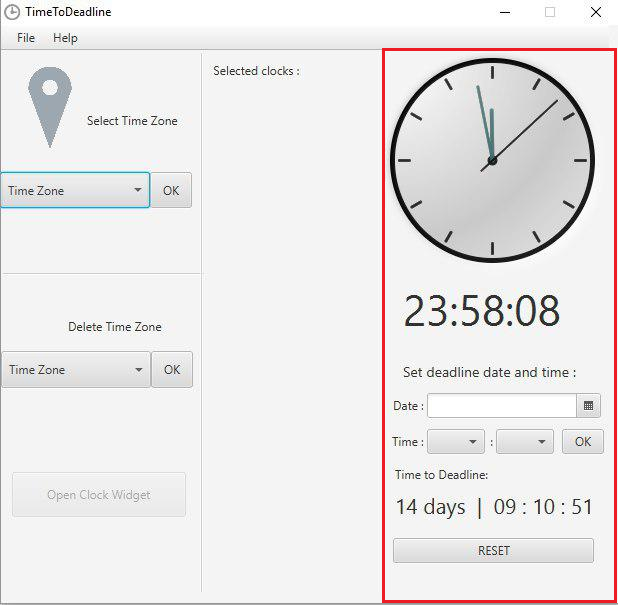 TimeToDeadline
File Help
Select Time Zone
Time Zone OK
Delete Time Zone
Time Zone OK
Open Clock Widget
Selected clocks :
23:58:08
Set deadline date and time :
Date :
Time : : OK
Time to Deadline:
14 days | 09 : 10 : 51
RESET